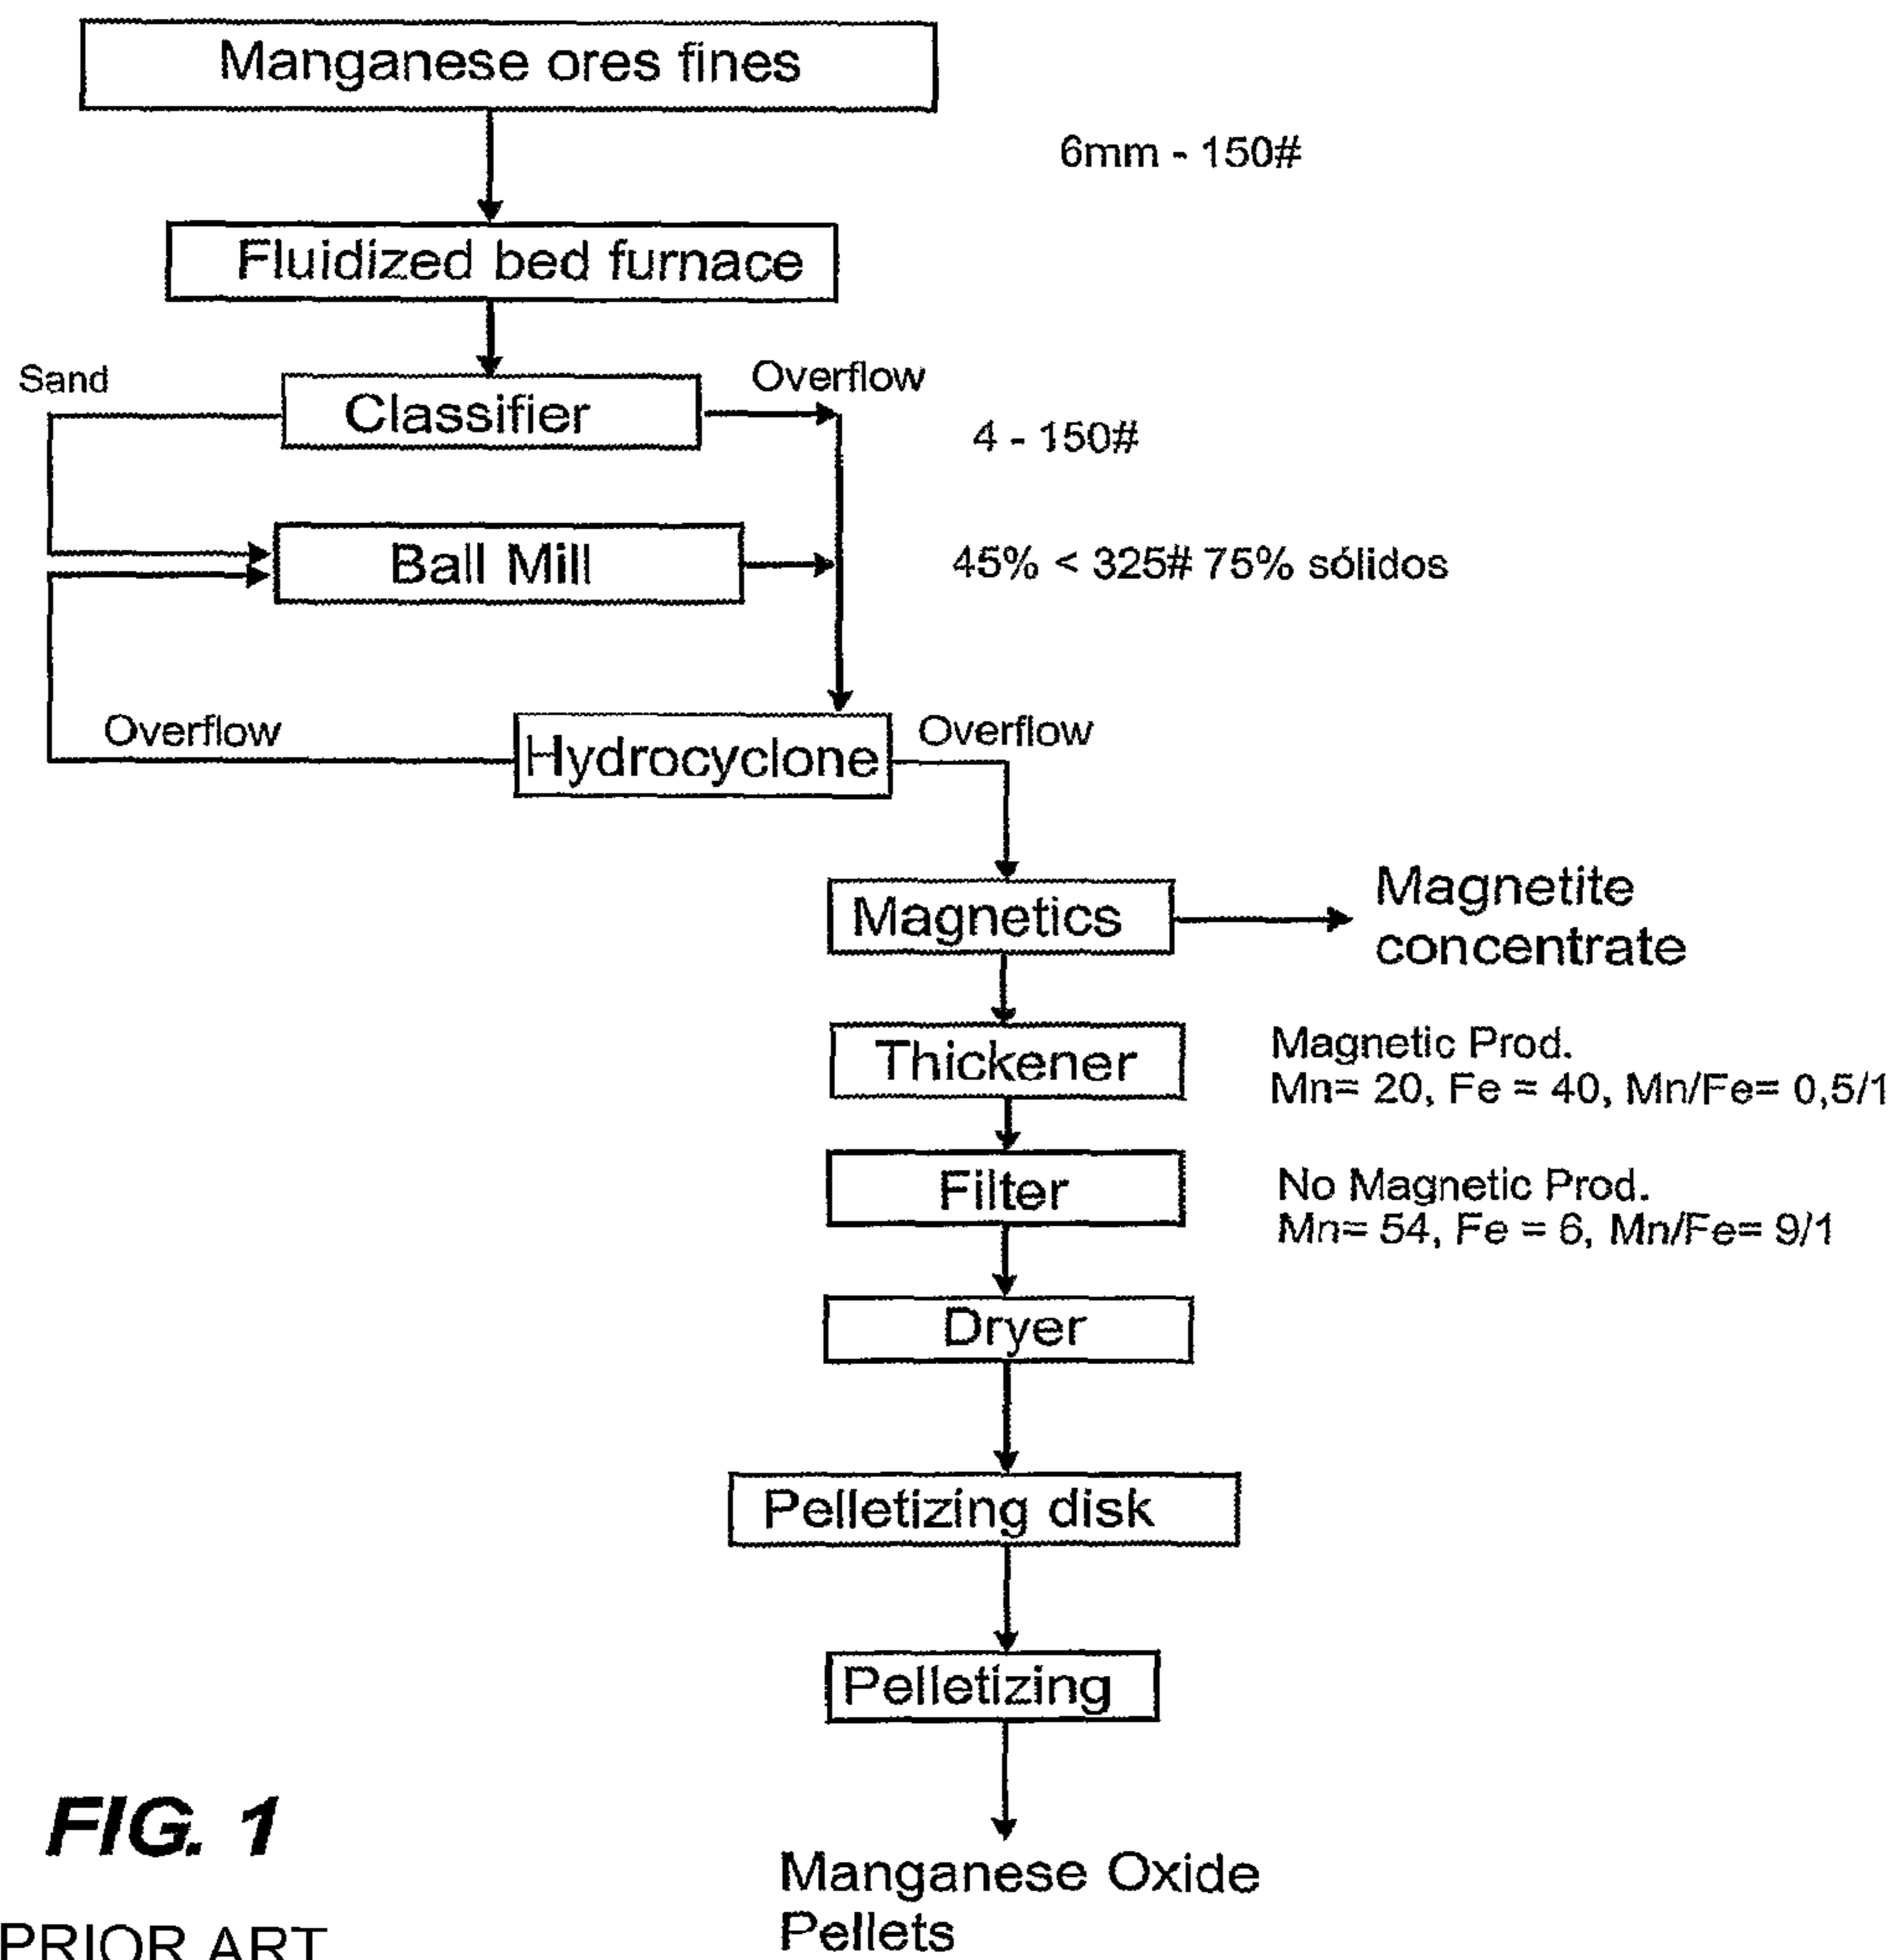 Manganese ores fines
6mm - 150#
Fluidized bed furnace
Sand
Overflow
Classifier
4 - 150#
Ball Mill
45% < 325# 75% sólidos
Overflow
Hydrocyclone
Overflow
Magnetics
Magnetite
concentrate
Thickener
Magnetic Prod.
Mn= 20, Fe = 40, Mn/Fe= 0,5/1
Filter
No Magnetic Prod.
Mn= 54, Fe = 6, Mn/Fe= 9/1
Dryer
Pelletizing disk
Pelletizing
Manganese Oxide
Pellets
FIG. 1
PRIOR ART